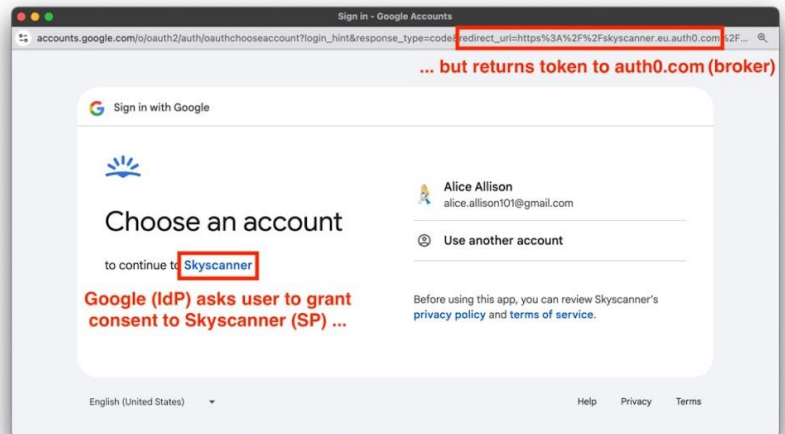 Sign in - Google Accounts
accounts.google.com/o/oauth2/auth/oauthchooseaccount?login_hint&response_type=code&redirect_uri=https%3A%2F%2Fskyscanner.eu.auth0.com%2F...
... but returns token to auth0.com (broker)
Sign in with Google
Choose an account
to continue to Skyscanner
Google (IdP) asks user to grant
consent to Skyscanner (SP) ...
Alice Allison
alice.allison101@gmail.com
Use another account
Before using this app, you can review Skyscanner's
privacy policy and terms of service.
English (United States)
Help Privacy Terms